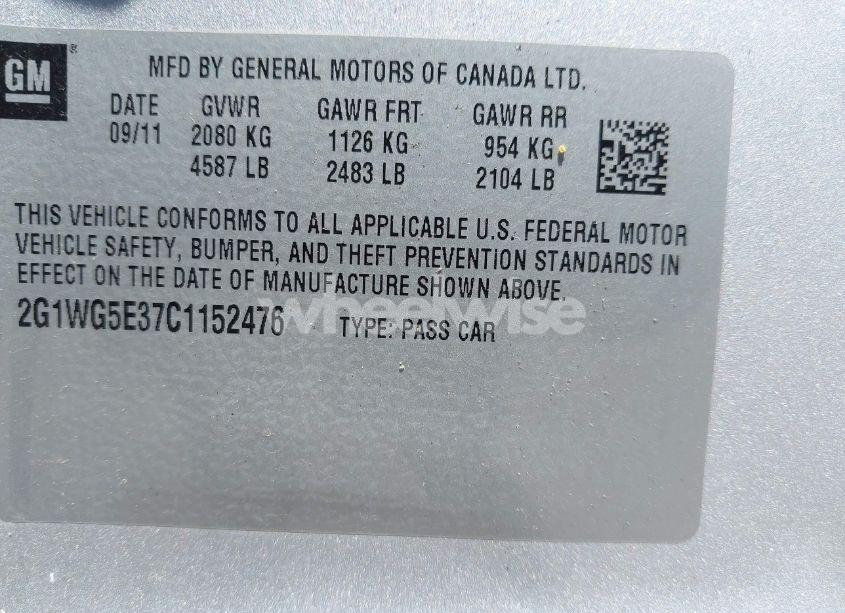 GM®
MFD BY GENERAL MOTORS OF CANADA LTD.
DATE GVWR GAWR FRT GAWR RR
09/11 2080 KG 1126 KG 954 KG
4587 LB 2483 LB 2104 LB
THIS VEHICLE CONFORMS TO ALL APPLICABLE U.S. FEDERAL MOTOR
VEHICLE SAFETY, BUMPER, AND THEFT PREVENTION STANDARDS IN
EFFECT ON THE DATE OF MANUFACTURE SHOWN ABOVE.
2G1WG5E37C1152476 TYPE: PASS CAR
wheelwise